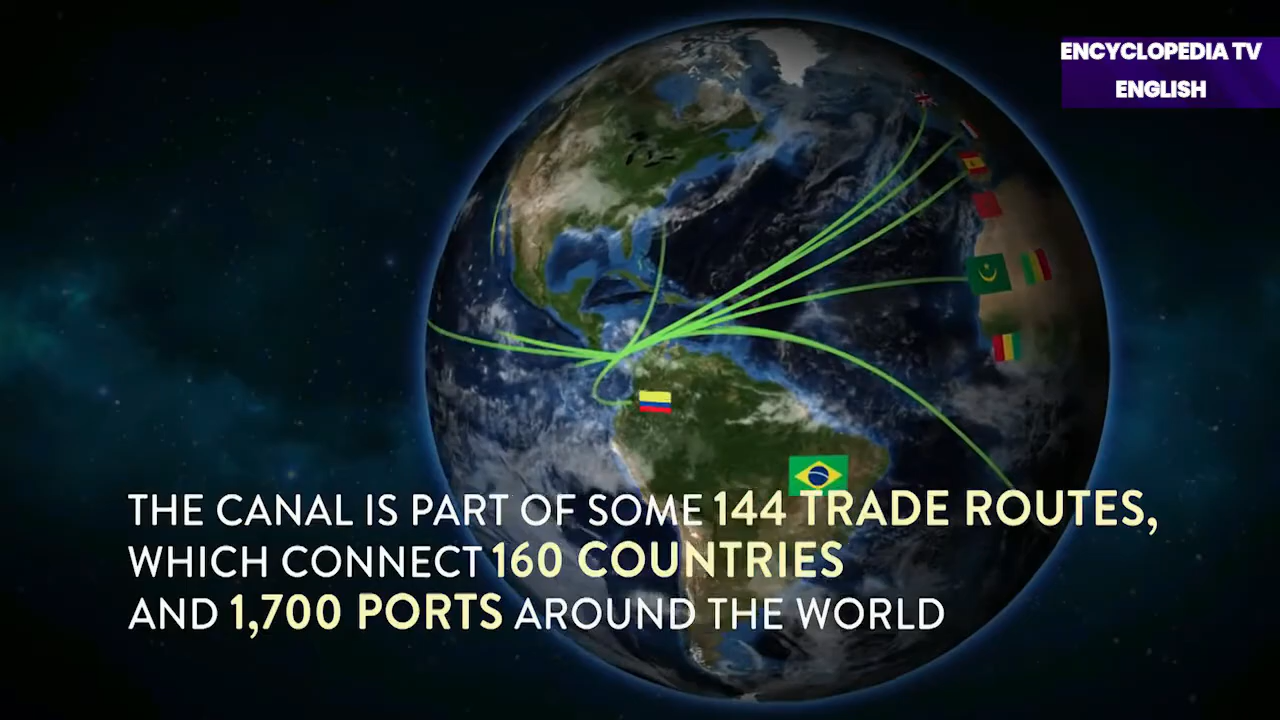 ENCYCLOPEDIA TV
ENGLISH
THE CANAL IS PART OF SOME 144 TRADE ROUTES,
WHICH CONNECT 160 COUNTRIES
AND 1,700 PORTS AROUND THE WORLD